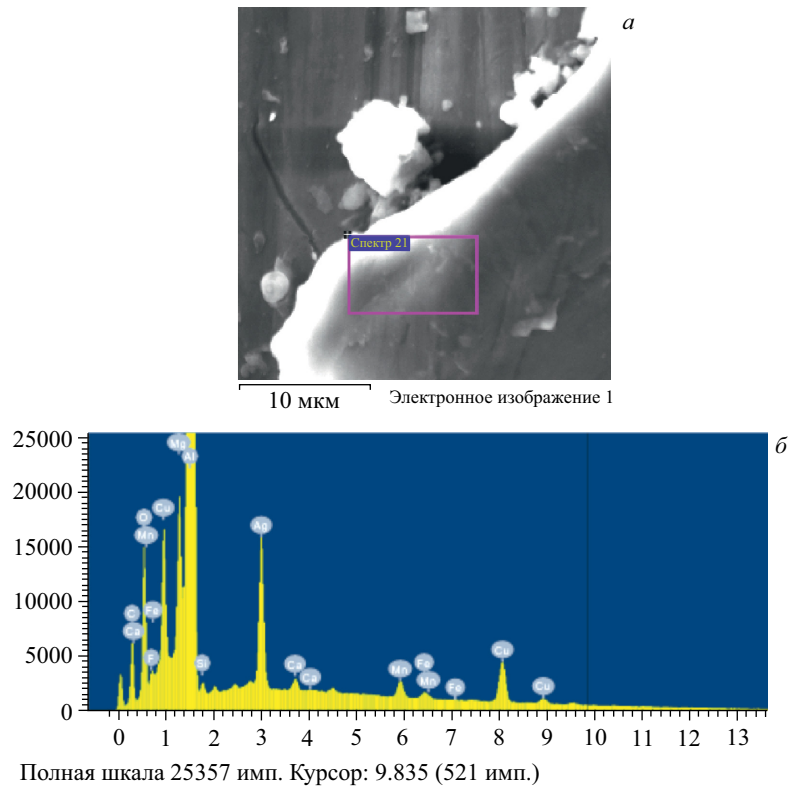 а
Спектр 21
10 мкм
Электронное изображение 1
б
25000
20000
15000
10000
5000
0
Mg
Al
O
Mn
Cu
C
Ca
Fe
F
Si
Ag
Ca
Ca
Mn
Fe
Mn
Fe
Cu
Cu
0 1 2 3 4 5 6 7 8 9 10 11 12 13
Полная шкала 25357 имп. Курсор: 9.835 (521 имп.)